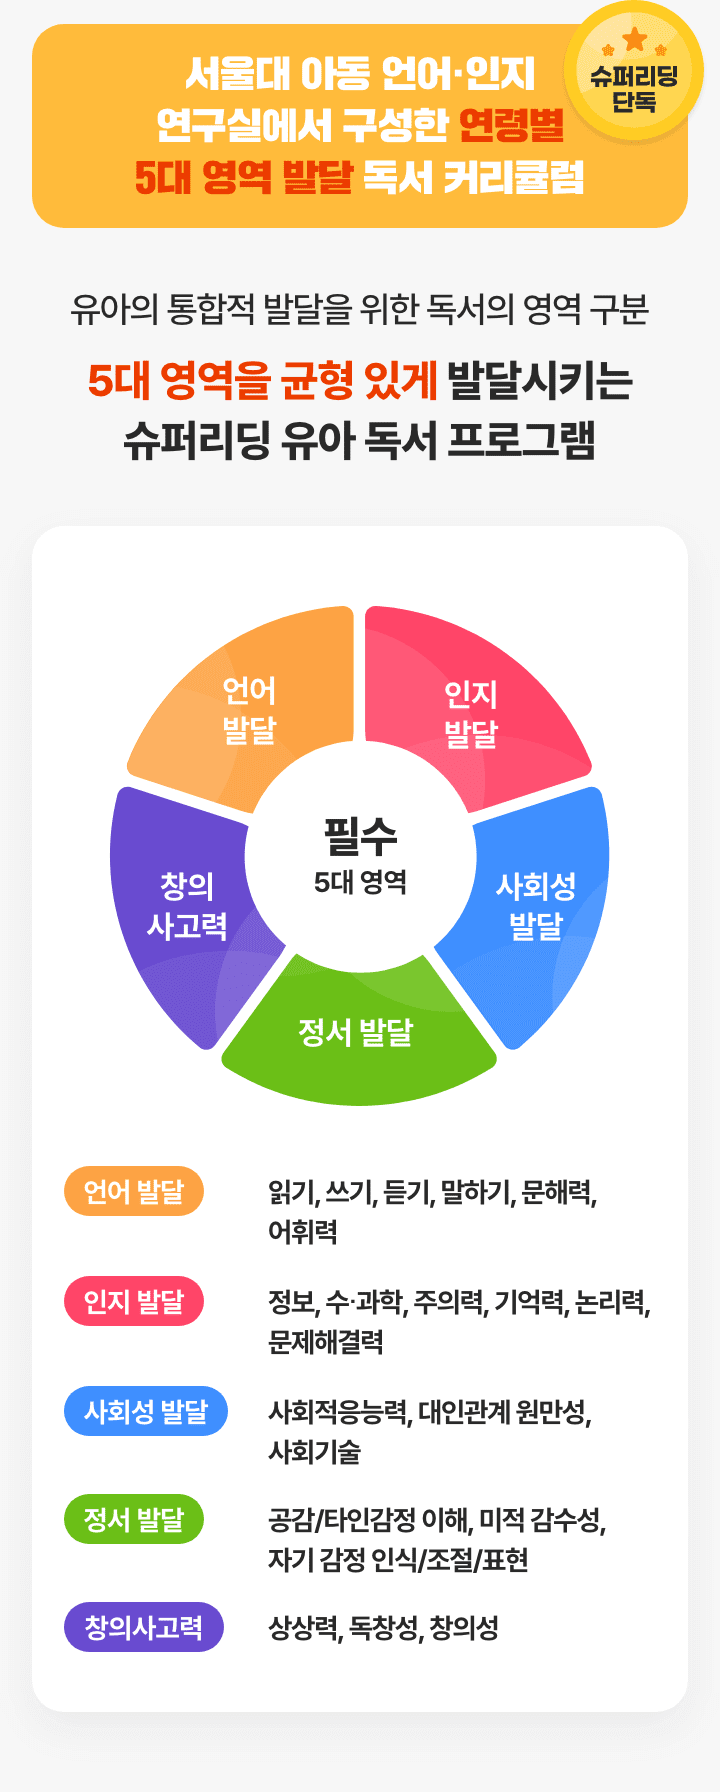 서울대 아동 언어·인지
연구실에서 구성한 연령별
5대 영역 발달 독서 커리큘럼
슈퍼리딩
단독
유아의 통합적 발달을 위한 독서의 영역 구분
5대 영역을 균형 있게 발달시키는
슈퍼리딩 유아 독서 프로그램
언어
발달
인지
발달
필수
5대 영역
창의
사고력
사회성
발달
정서 발달
언어 발달
읽기, 쓰기, 듣기, 말하기, 문해력,
어휘력
인지 발달
정보, 수·과학, 주의력, 기억력, 논리력,
문제해결력
사회성 발달
사회적응능력, 대인관계 원만성,
사회기술
정서 발달
공감/타인감정 이해, 미적 감수성,
자기 감정 인식/조절/표현
창의사고력
상상력, 독창성, 창의성